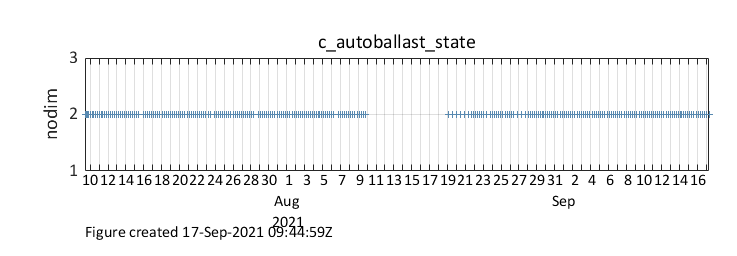 c_autoballast_state
3
2
1
nodim
10 12 14 16 18 20 22 24 26 28 30 1 3 5 7 9 11 13 15 17 19 21 23 25 27 29 31 2 4 6 8 10 12 14 16
Aug Sep
2021
Figure created 17-Sep-2021 09:44:59Z